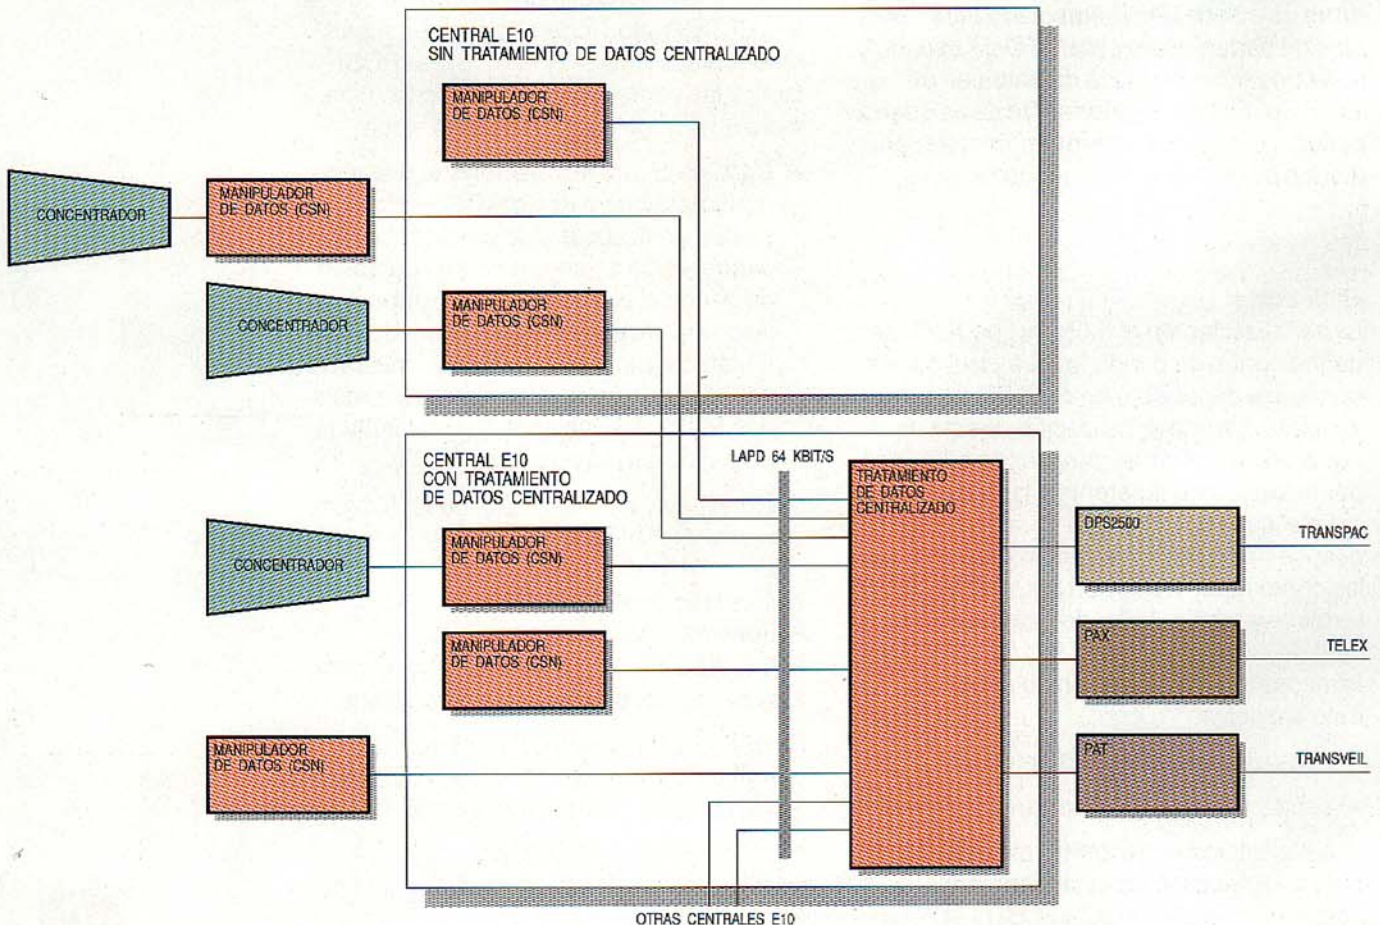 CENTRAL E10
SIN TRATAMIENTO DE DATOS CENTRALIZADO
MANIPULADOR
DE DATOS (CSN)
CONCENTRADOR
MANIPULADOR
DE DATOS (CSN)
CONCENTRADOR
MANIPULADOR
DE DATOS (CSN)
CENTRAL E10
CON TRATAMIENTO
DE DATOS CENTRALIZADO
LAPD 64 KBIT/S
TRATAMIENTO
DE DATOS
CENTRALIZADO
CONCENTRADOR
MANIPULADOR
DE DATOS (CSN)
MANIPULADOR
DE DATOS (CSN)
MANIPULADOR
DE DATOS (CSN)
DPS2500
TRANSPAC
PAX
TELEX
PAT
TRANSVEIL
OTRAS CENTRALES E10